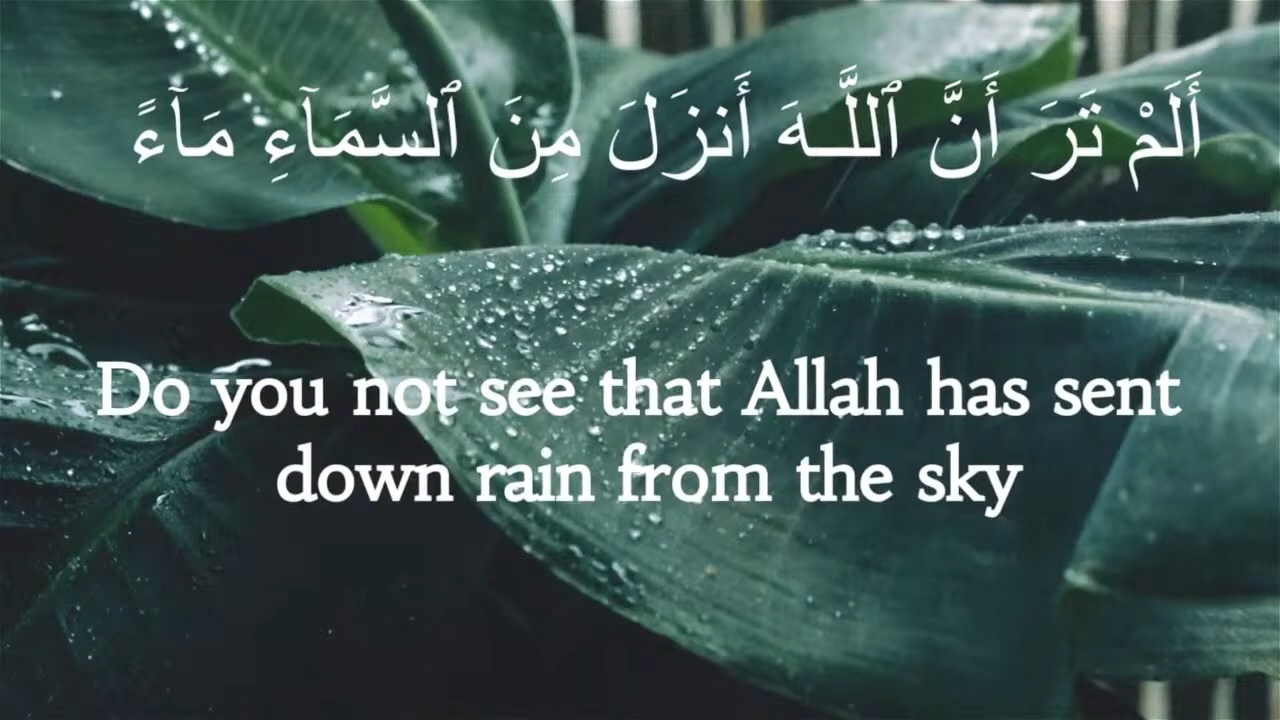 أَلَمْ تَرَ أَنَّ ٱللَّـهَ أَنزَلَ مِنَ ٱلسَّمَآءِ مَآءً
Do you not see that Allah has sent
down rain from the sky